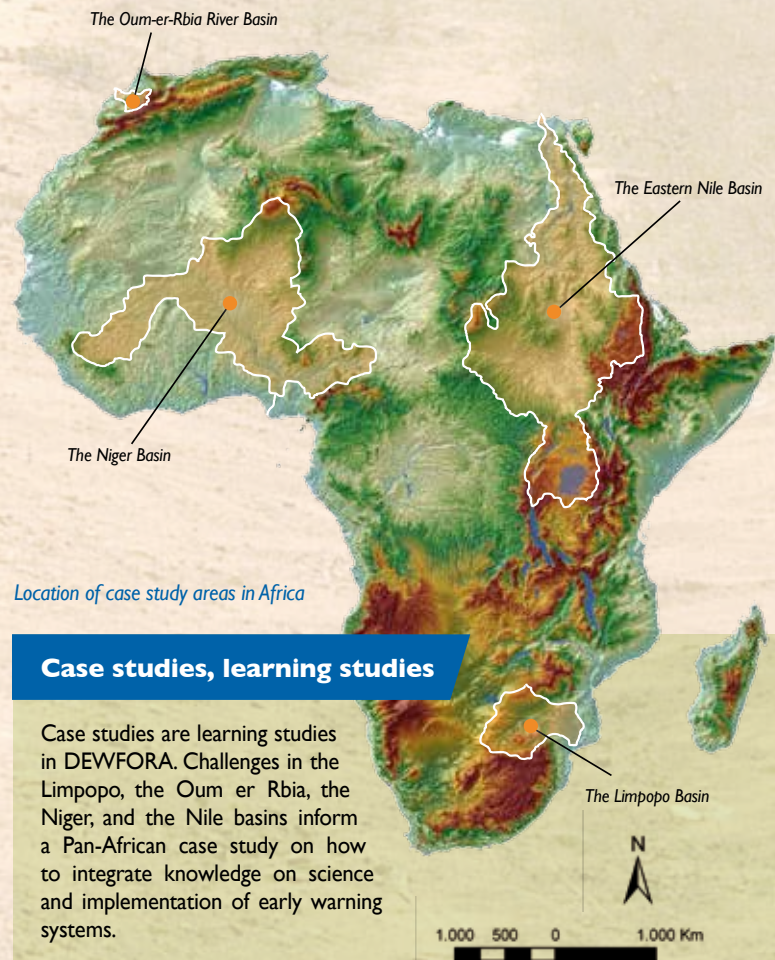 The Oum-er-Rbia River Basin
The Eastern Nile Basin
The Niger Basin
Location of case study areas in Africa
Case studies, learning studies
Case studies are learning studies
in DEWFORA. Challenges in the
Limpopo, the Oum er Rbia, the
Niger, and the Nile basins inform
a Pan-African case study on how
to integrate knowledge on science
and implementation of early warning
systems.
The Limpopo Basin
N
1.000 500 0 1.000 Km